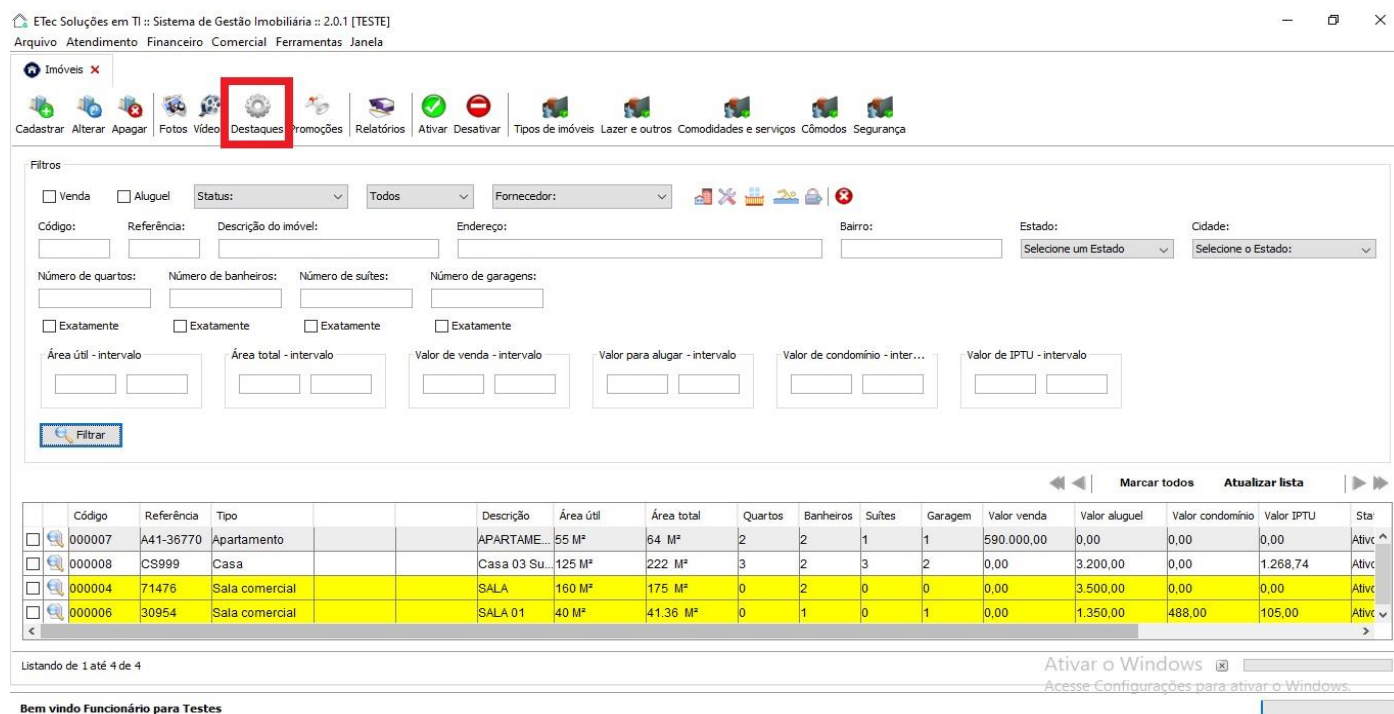 ETec Soluções em TI :: Sistema de Gestão Imobiliária :: 2.0.1 [TESTE]
Arquivo Atendimento Financeiro Comercial Ferramentas Janela
Imóveis
Cadastrar Alterar Apagar Fotos Vídeo Destaques Promoções Relatórios Ativar Desativar Tipos de imóveis Lazer e outros Comodidades e serviços Cômodos Segurança
Filtros
Venda Aluguel Status: Todos Fornecedor:
Código: Referência: Descrição do imóvel: Endereço: Bairro: Estado: Cidade:
Selecione um Estado Selecione o Estado:
Número de quartos: Número de banheiros: Número de suítes: Número de garagens:
Exatamente Exatamente Exatamente Exatamente
Área útil - intervalo Área total - intervalo Valor de venda - intervalo Valor para alugar - intervalo Valor de condomínio - inter... Valor de IPTU - intervalo
Filtrar
Marcar todos Atualizar lista
Código Referência Tipo Descrição Área útil Área total Quartos Banheiros Suítes Garagem Valor venda Valor aluguel Valor condomínio Valor IPTU Sta
000007 A41-36770 Apartamento APARTAME... 55 M² 64 M² 2 2 1 1 590.000,00 0,00 0,00 0,00 Ativo
000008 CS999 Casa Casa 03 Su... 125 M² 222 M² 3 2 3 2 0,00 3.200,00 0,00 1.268,74 Ativo
000004 71476 Sala comercial SALA 160 M² 175 M² 0 2 0 0 0,00 3.500,00 0,00 0,00 Ativo
000006 30954 Sala comercial SALA 01 40 M² 41.36 M² 0 1 0 1 0,00 1.350,00 488,00 105,00 Ativo
Listando de 1 até 4 de 4
Ativar o Windows
Acesse Configurações para ativar o Windows.
Bem vindo Funcionário para Testes